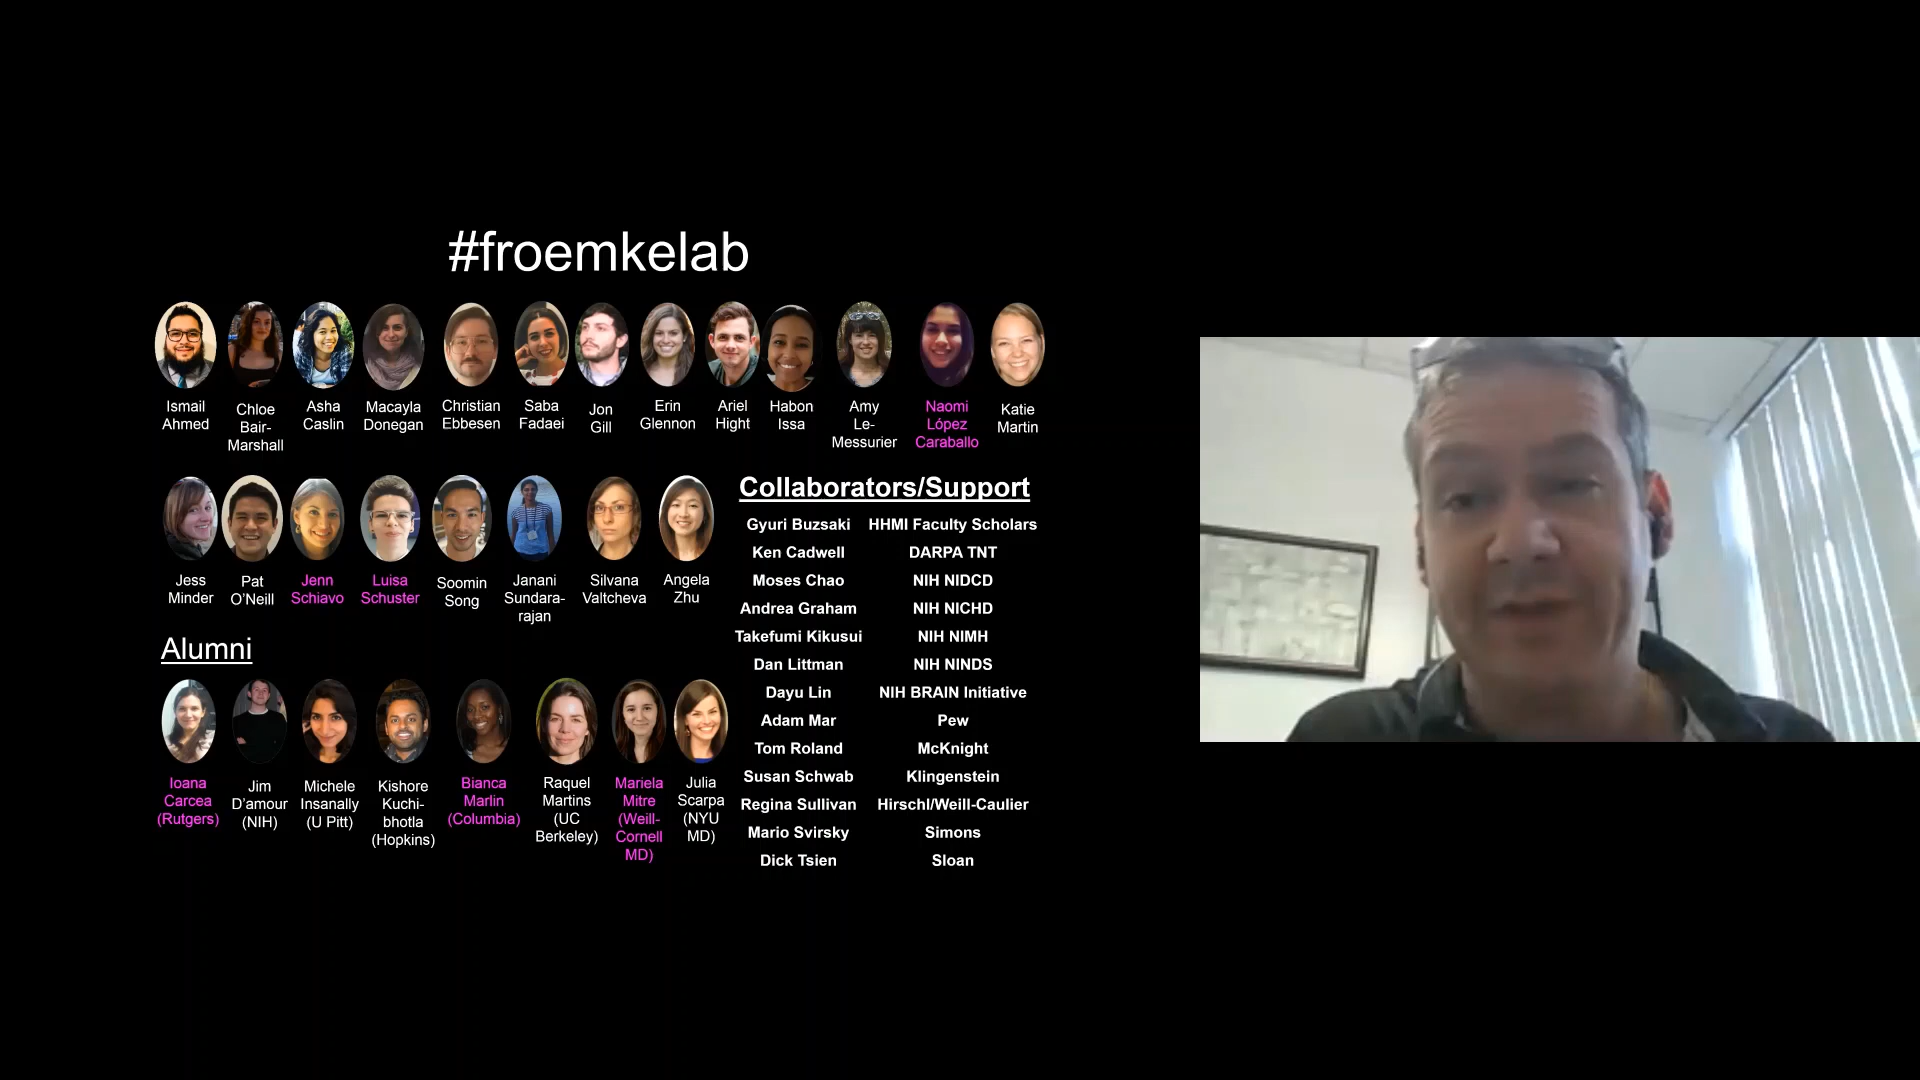 #froemkelab
Ismail
Ahmed
Chloe
Bair-
Marshall
Asha
Caslin
Macayla
Donegan
Christian
Ebbesen
Saba
Fadaei
Jon
Gill
Erin
Glennon
Ariel
Hight
Habon
Issa
Amy
Le-
Messurier
Naomi
López
Caraballo
Katie
Martin
Jess
Minder
Pat
O’Neill
Jenn
Schiavo
Luisa
Schuster
Soomin
Song
Janani
Sundara-
rajan
Silvana
Valtcheva
Angela
Zhu
Alumni
Ioana
Carcea
(Rutgers)
Jim
D’amour
(NIH)
Michele
Insanally
(U Pitt)
Kishore
Kuchi-
bhotla
(Hopkins)
Bianca
Marlin
(Columbia)
Raquel
Martins
(UC
Berkeley)
Mariela
Mitre
(Weill-
Cornell
MD)
Julia
Scarpa
(NYU
MD)
Collaborators/Support
Gyuri Buzsaki
Ken Cadwell
Moses Chao
Andrea Graham
Takefumi Kikusui
Dan Littman
Dayu Lin
Adam Mar
Tom Roland
Susan Schwab
Regina Sullivan
Mario Svirsky
Dick Tsien
HHMI Faculty Scholars
DARPA TNT
NIH NIDCD
NIH NICHD
NIH NIMH
NIH NINDS
NIH BRAIN Initiative
Pew
McKnight
Klingenstein
Hirschl/Weill-Caulier
Simons
Sloan